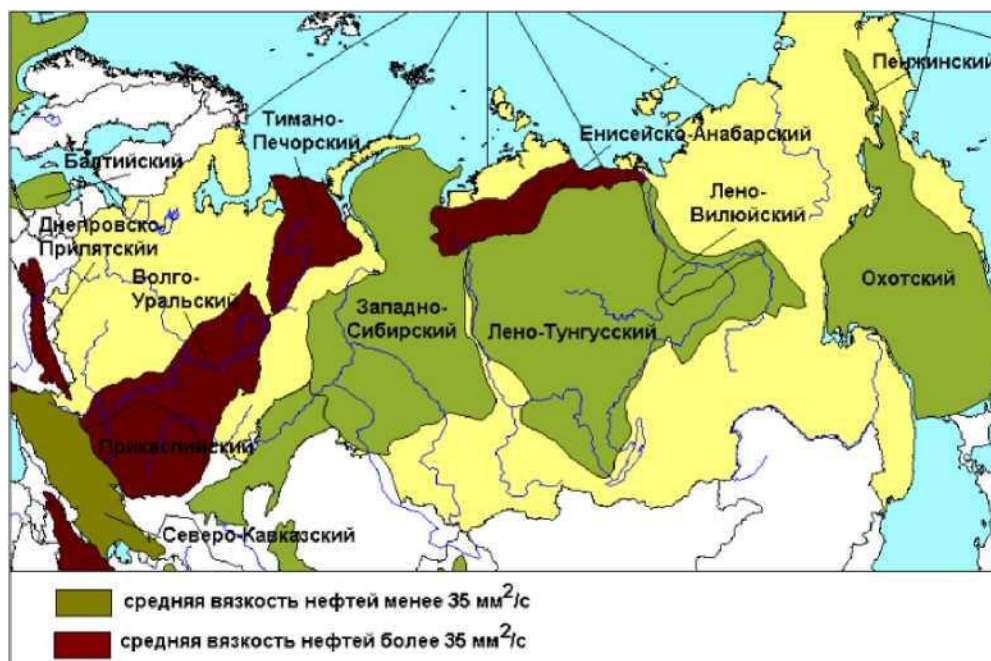 Пенжинский
Тимано-
Печорский
Енисейско-Анабарский
Балтийский
Лено-
Вилюйский
Днепровско-
Припятскйи
Волго-
Уральский
Охотский
Западно-
Сибирский
Лено-Тунгусский
Прикаспийский
Северо-Кавказский
средняя вязкость нефтей менее 35 мм²/с
средняя вязкость нефтей более 35 мм²/с